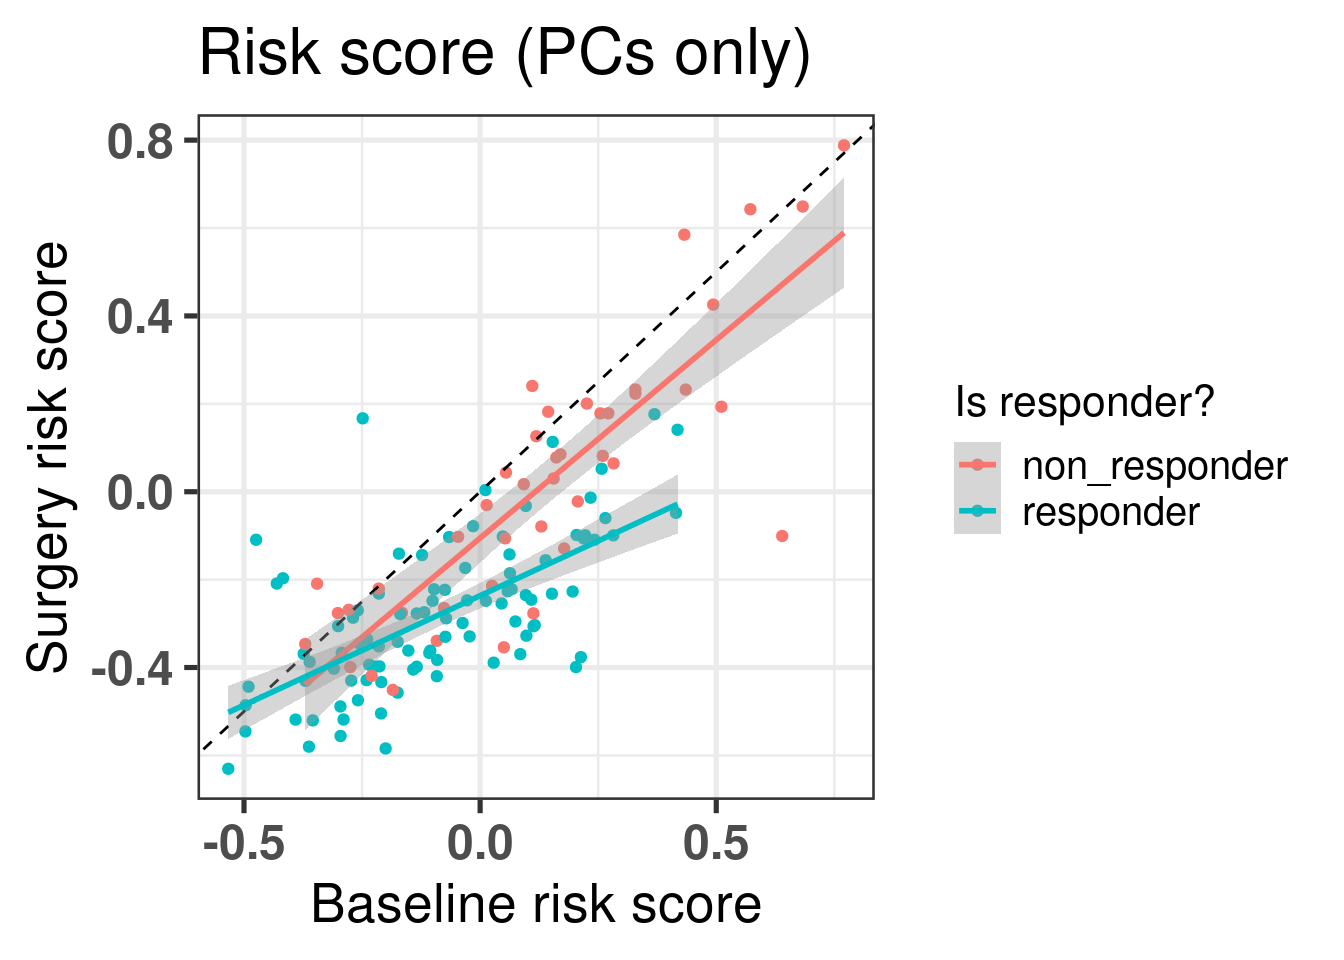 Risk score (PCs only)
Surgery risk score
0.8
0.4
0.0
-0.4
-0.5 0.0 0.5
Baseline risk score
Is responder?
non_responder
responder